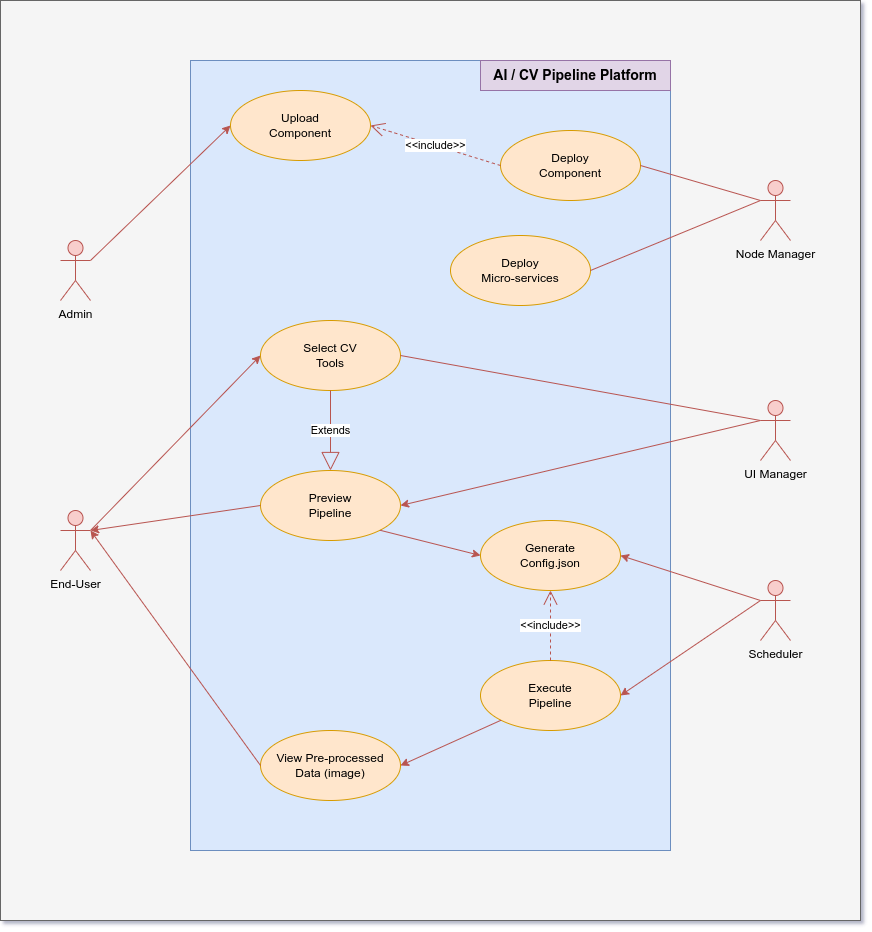 AI / CV Pipeline Platform
Upload
Component
<<include>>
Deploy
Component
Node Manager
Deploy
Micro-services
Admin
Select CV
Tools
Extends
UI Manager
Preview
Pipeline
Generate
Config.json
End-User
<<include>>
Scheduler
Execute
Pipeline
View Pre-processed
Data (image)